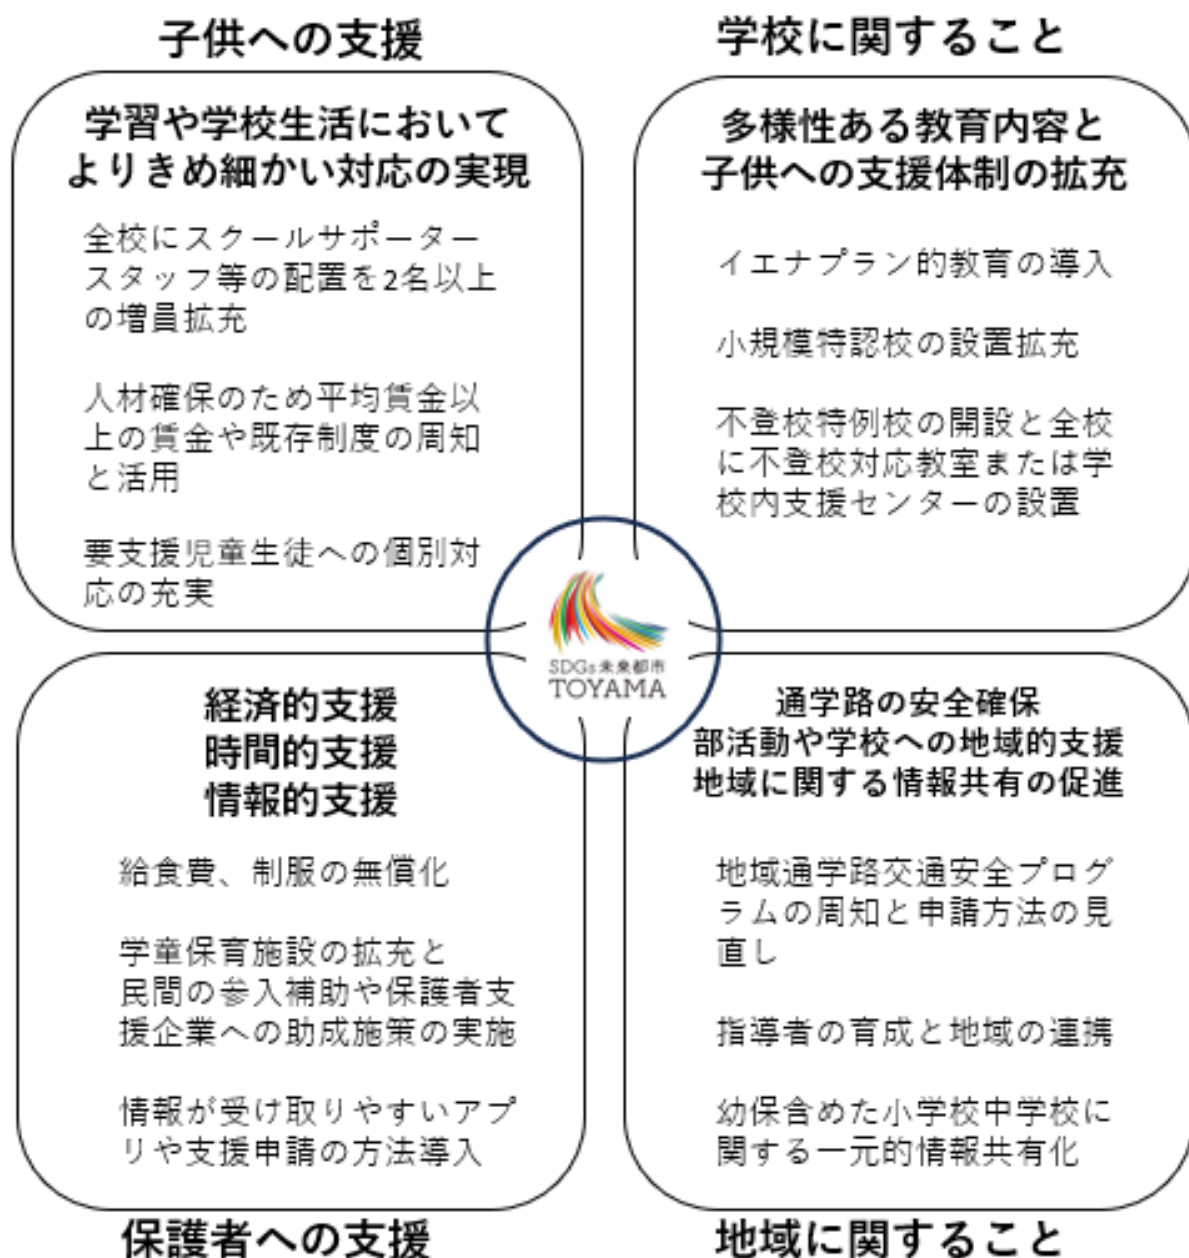 子供への支援
学習や学校生活において
よりきめ細かい対応の実現
全校にスクールサポーター
スタッフ等の配置を2名以上
の増員拡充
人材確保のため平均賃金以
上の賃金や既存制度の周知
と活用
要支援児童生徒への個別対
応の充実
学校に関すること
多様性ある教育内容と
子供への支援体制の拡充
イエナプラン的教育の導入
小規模特認校の設置拡充
不登校特例校の開設と全校
に不登校対応教室または学
校内支援センターの設置
SDGs未来都市
TOYAMA
経済的支援
時間的支援
情報的支援
給食費、制服の無償化
学童保育施設の拡充と
民間の参入補助や保護者支
援企業への助成施策の実施
情報が受け取りやすいアプ
リや支援申請の方法導入
保護者への支援
通学路の安全確保
部活動や学校への地域的支援
地域に関する情報共有の促進
地域通学路交通安全プログ
ラムの周知と申請方法の見
直し
指導者の育成と地域の連携
幼保含めた小学校中学校に
関する一元的情報共有化
地域に関すること